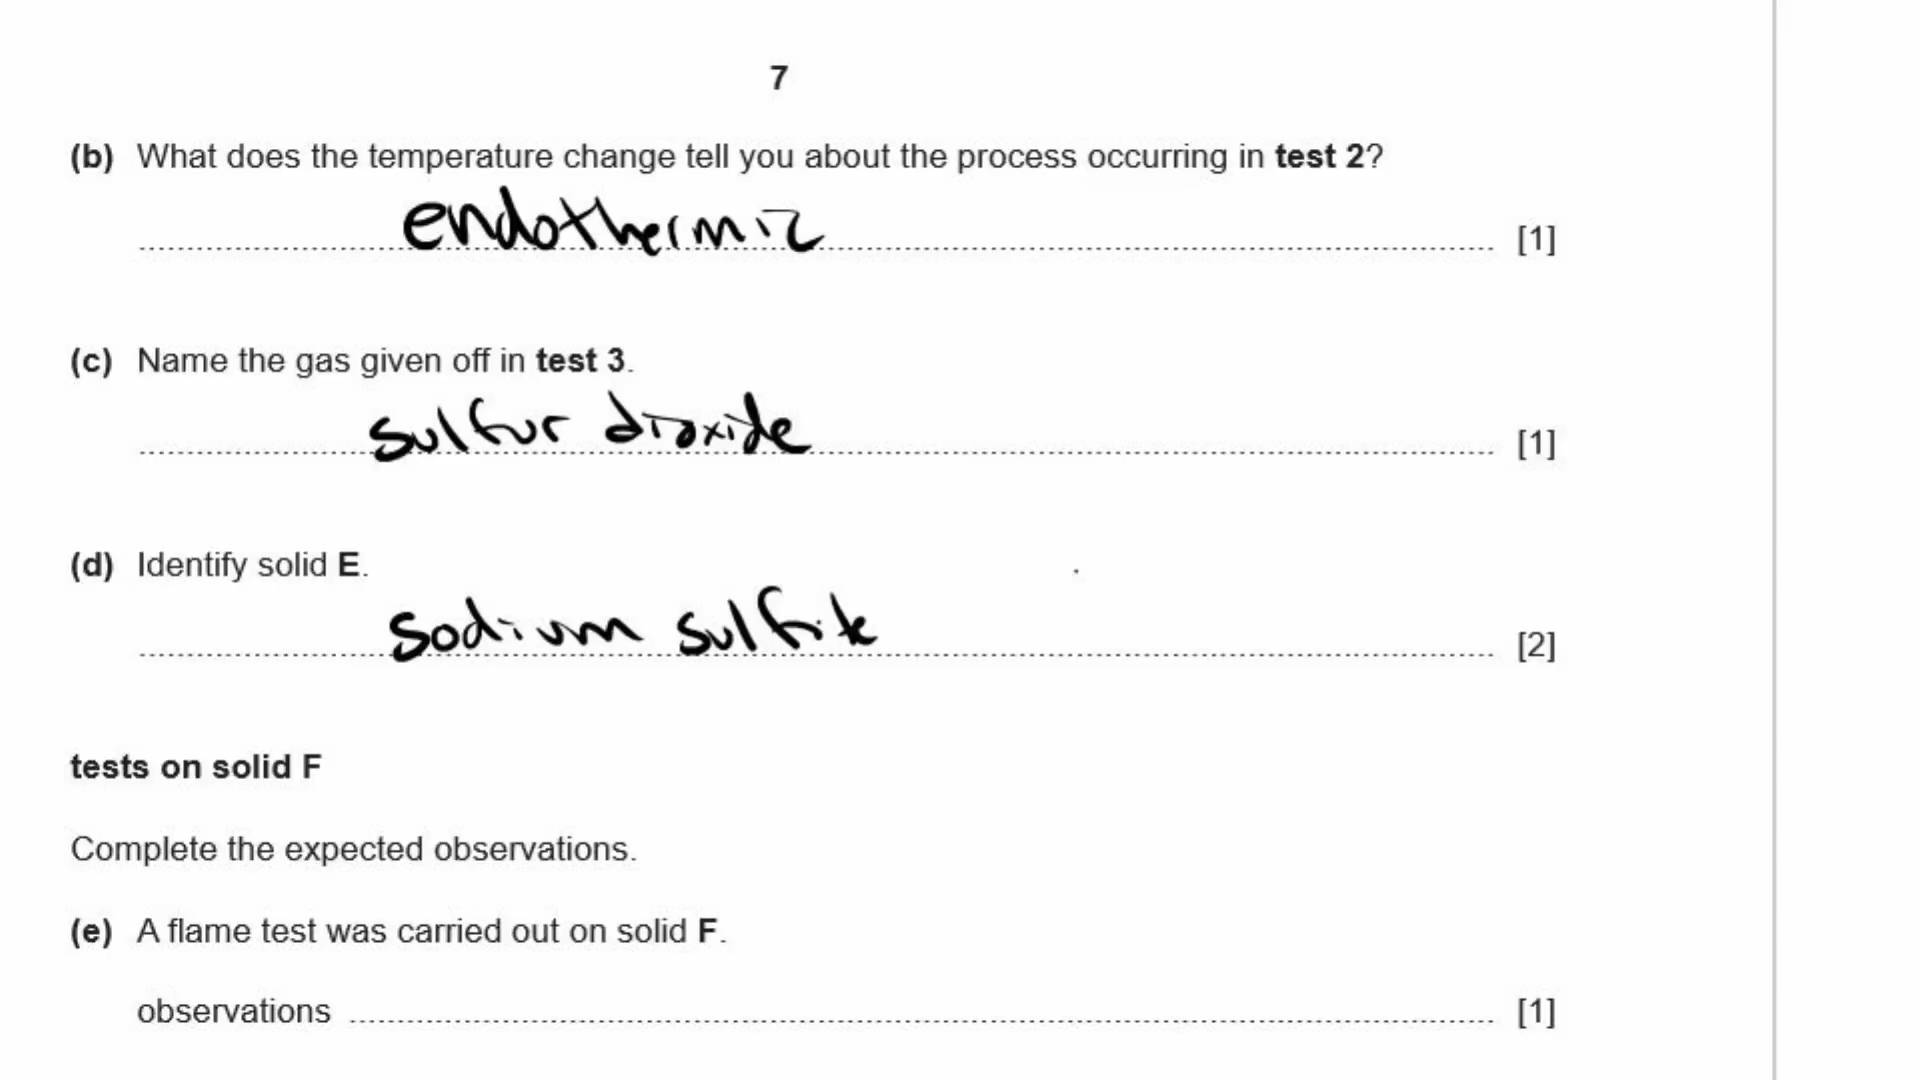 7
(b) What does the temperature change tell you about the process occurring in test 2?
endothermic
[1]
(c) Name the gas given off in test 3.
sulfur dioxide
[1]
(d) Identify solid E.
sodium sulfite
[2]
tests on solid F
Complete the expected observations.
(e) A flame test was carried out on solid F.
observations [1]